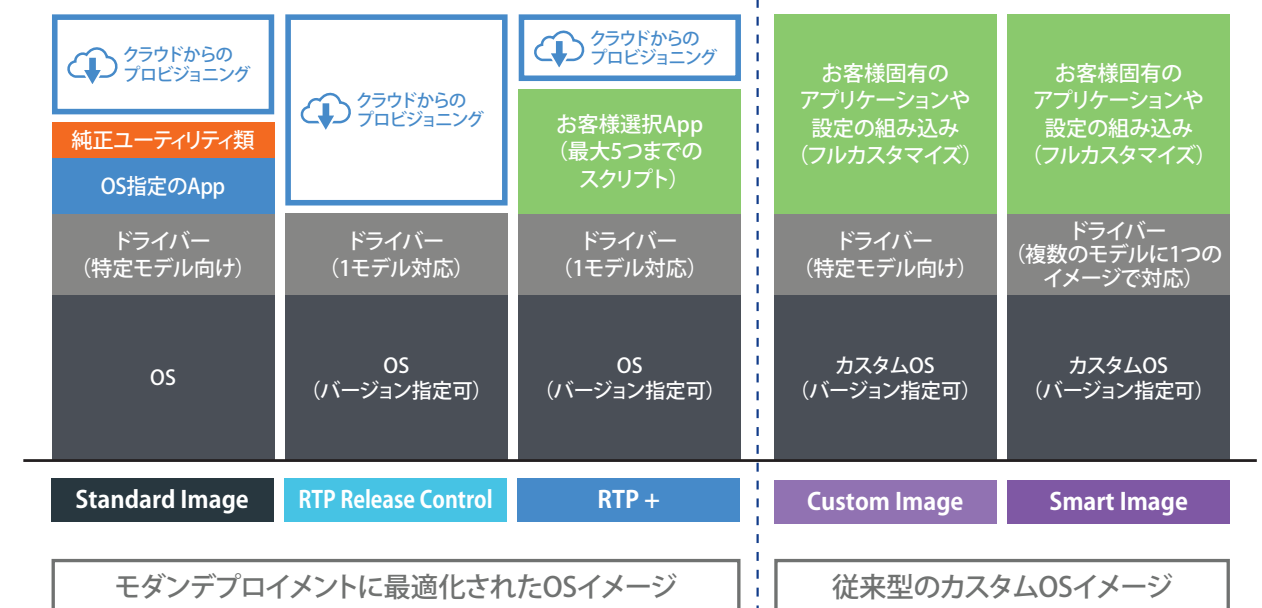 クラウドからの
プロビジョニング
純正ユーティリティ類
OS指定のApp
ドライバー
（特定モデル向け）
OS
Standard Image
クラウドからの
プロビジョニング
ドライバー
（1モデル対応）
OS
（バージョン指定可）
RTP Release Control
クラウドからの
プロビジョニング
お客様選択App
（最大5つまでの
スクリプト）
ドライバー
（1モデル対応）
OS
（バージョン指定可）
RTP +
モダンデプロイメントに最適化されたOSイメージ
お客様固有の
アプリケーションや
設定の組み込み
（フルカスタマイズ）
ドライバー
（特定モデル向け）
カスタムOS
（バージョン指定可）
Custom Image
お客様固有の
アプリケーションや
設定の組み込み
（フルカスタマイズ）
ドライバー
（複数のモデルに1つの
イメージで対応）
カスタムOS
（バージョン指定可）
Smart Image
従来型のカスタムOSイメージ